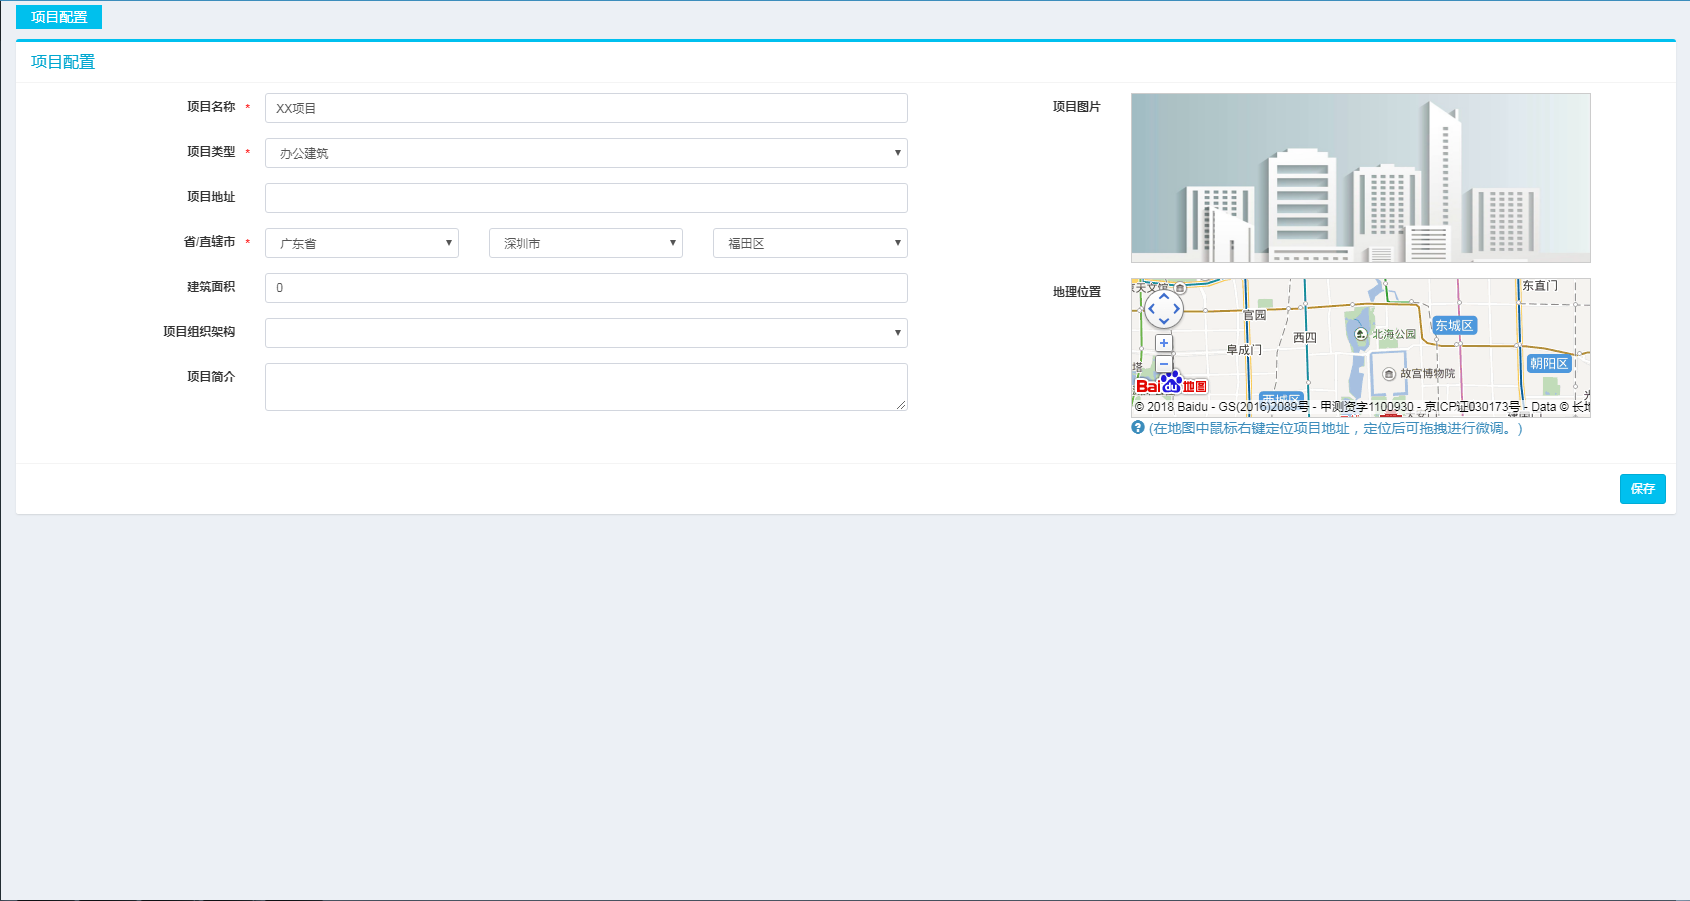 项目配置
项目配置
项目名称 *
XX项目
项目类型 *
办公建筑
项目地址
省/直辖市 *
广东省
深圳市
福田区
建筑面积
0
项目组织架构
项目简介
项目图片
地理位置
天文馆
东直门
官园
西四
北海公园
东城区
阜成门
朝阳区
塔
故宫博物院
西城区
Bai du 地图
© 2018 Baidu - GS(2016)2089号 - 甲测资字1100930 - 京ICP证030173号 - Data © 长地
(在地图中鼠标右键定位项目地址，定位后可拖拽进行微调。)
保存